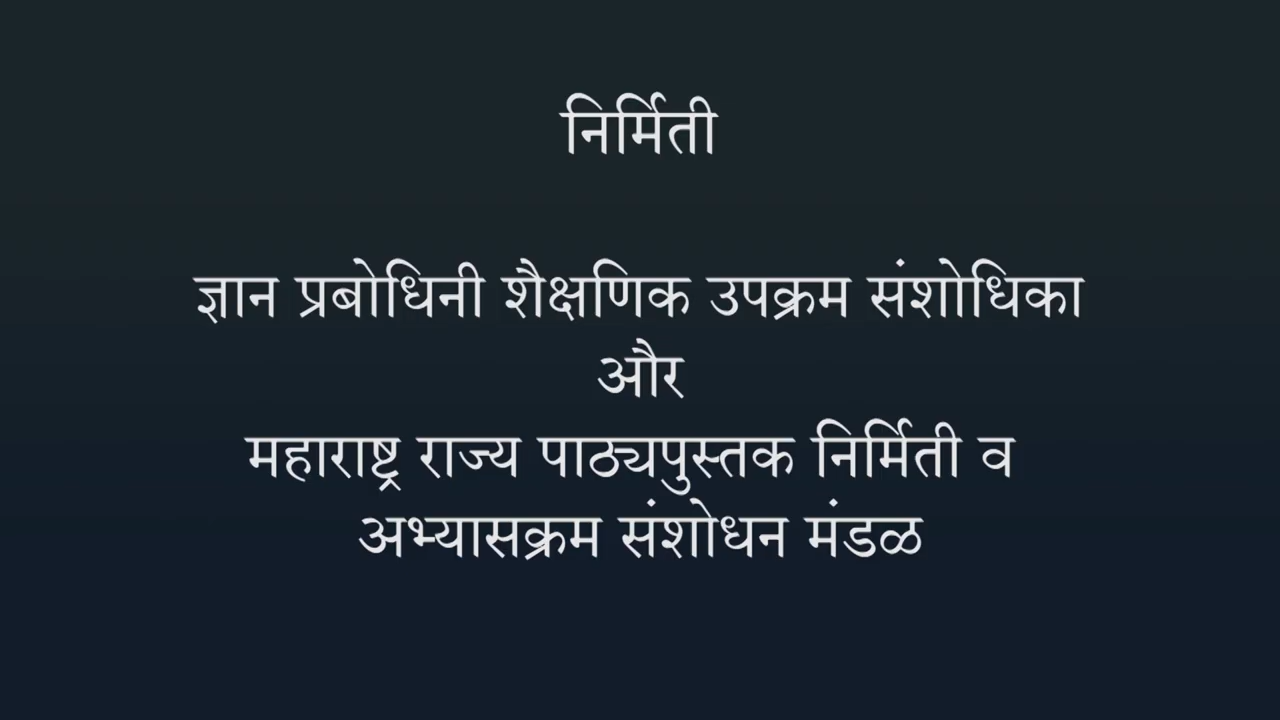 निर्मिती
ज्ञान प्रबोधिनी शैक्षणिक उपक्रम संशोधिका
और
महाराष्ट्र राज्य पाठ्यपुस्तक निर्मिती व
अभ्यासक्रम संशोधन मंडळ